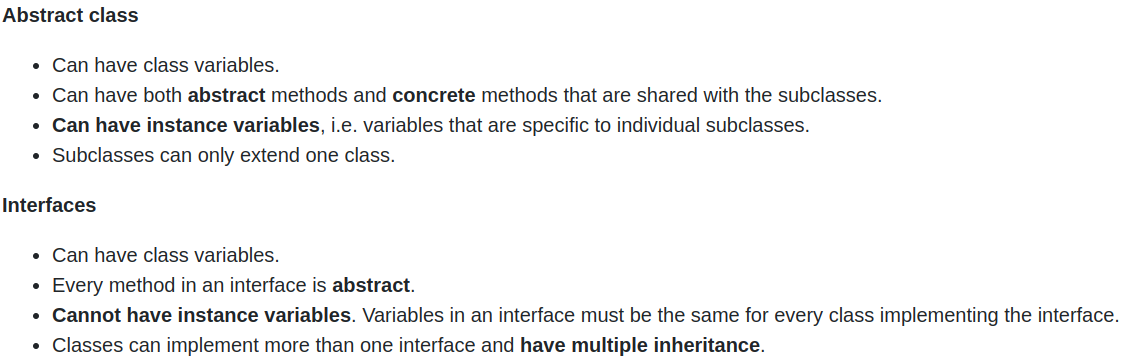 Abstract class
• Can have class variables.
• Can have both abstract methods and concrete methods that are shared with the subclasses.
• Can have instance variables, i.e. variables that are specific to individual subclasses.
• Subclasses can only extend one class.
Interfaces
• Can have class variables.
• Every method in an interface is abstract.
• Cannot have instance variables. Variables in an interface must be the same for every class implementing the interface.
• Classes can implement more than one interface and have multiple inheritance.